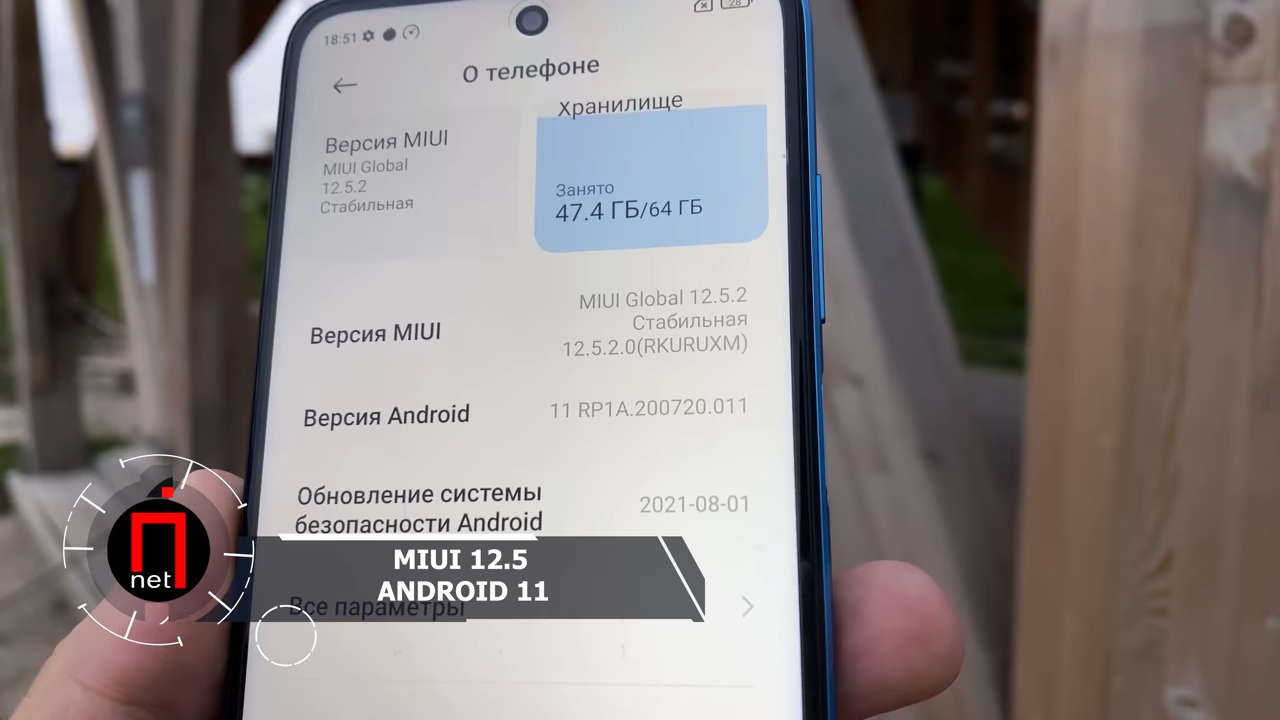 18:51
28
О телефоне
Хранилище
Версия MIUI
MIUI Global
12.5.2
Стабильная
Занято
47.4 ГБ/64 ГБ
Версия MIUI
MIUI Global 12.5.2
Стабильная
12.5.2.0(RKURUXM)
Версия Android
11 RP1A.200720.011
Обновление системы
безопасности Android
2021-08-01
Все параметры
MIUI 12.5
ANDROID 11
П
net